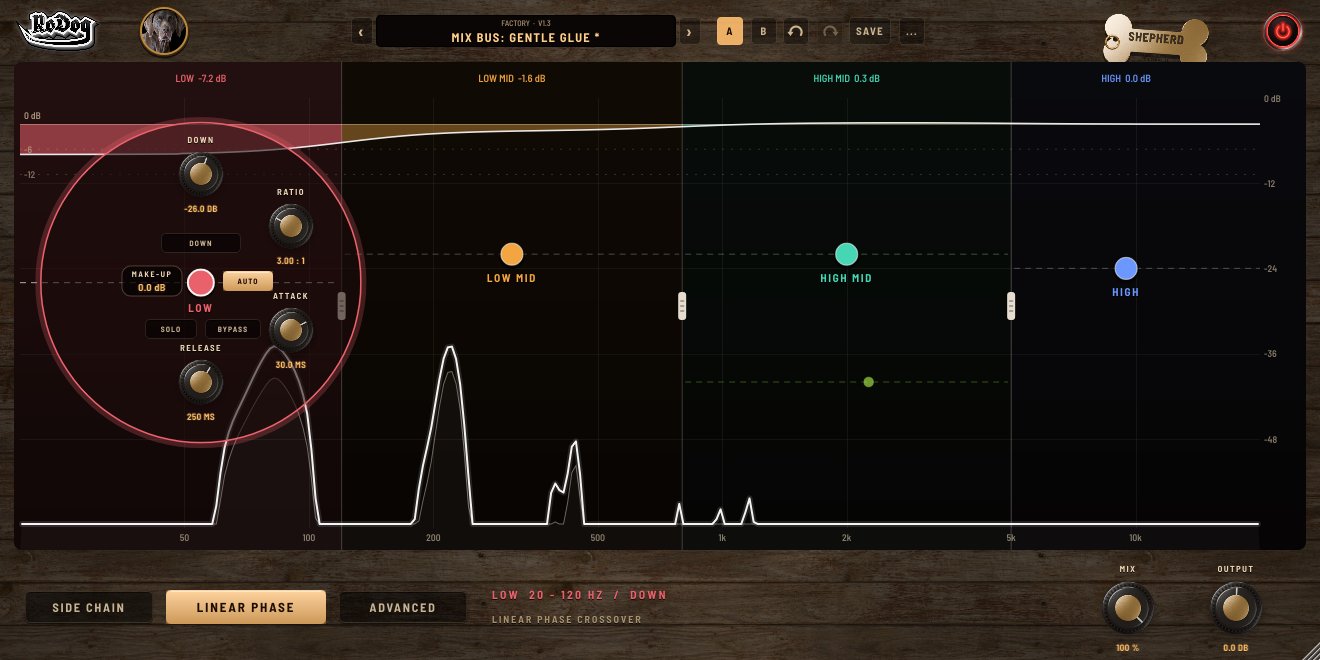 RoDog
FACTORY · V1.3
‹ MIX BUS: GENTLE GLUE * ›
A B SAVE ...
SHEPHERD
LOW -7.2 dB
LOW MID -1.6 dB
HIGH MID 0.3 dB
HIGH 0.0 dB
0 dB
0 dB
-6
-12
-12
-24
-36
-48
DOWN
-26.0 DB
RATIO
3.00 : 1
DOWN
MAKE-UP
0.0 dB
AUTO
LOW
ATTACK
30.0 MS
SOLO BYPASS
RELEASE
250 MS
LOW MID
HIGH MID
HIGH
50 100 200 500 1k 2k 5k 10k
SIDE CHAIN
LINEAR PHASE
ADVANCED
LOW 20 - 120 HZ / DOWN
LINEAR PHASE CROSSOVER
MIX
100 %
OUTPUT
0.0 DB